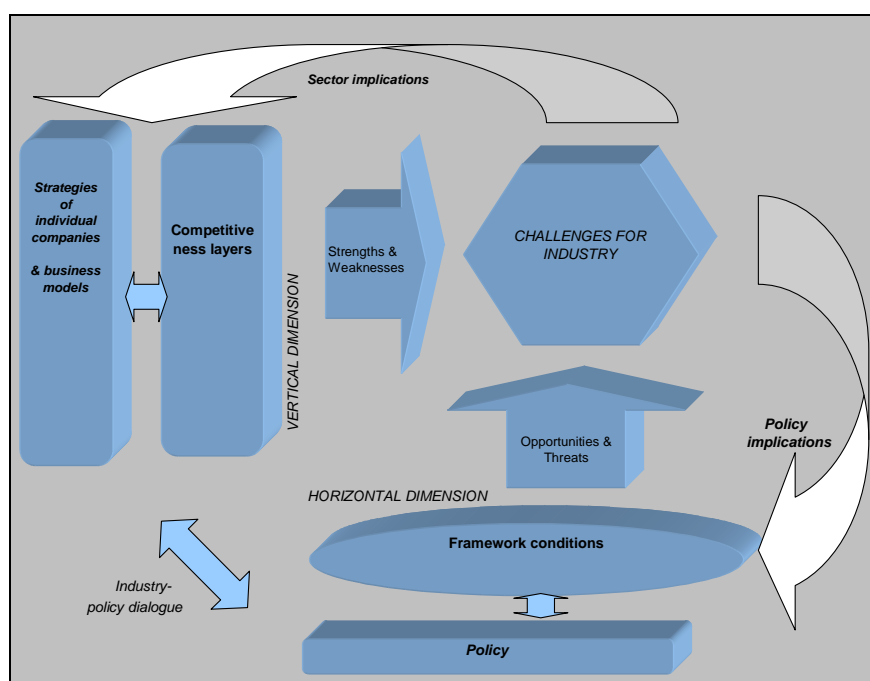 Sector implications
Strategies
of
individual
companies
& business
models
Competitive
ness layers
VERTICAL DIMENSION
Strengths &
Weaknesses
CHALLENGES FOR
INDUSTRY
Opportunities &
Threats
Policy
implications
HORIZONTAL DIMENSION
Framework conditions
Industry-
policy dialogue
Policy